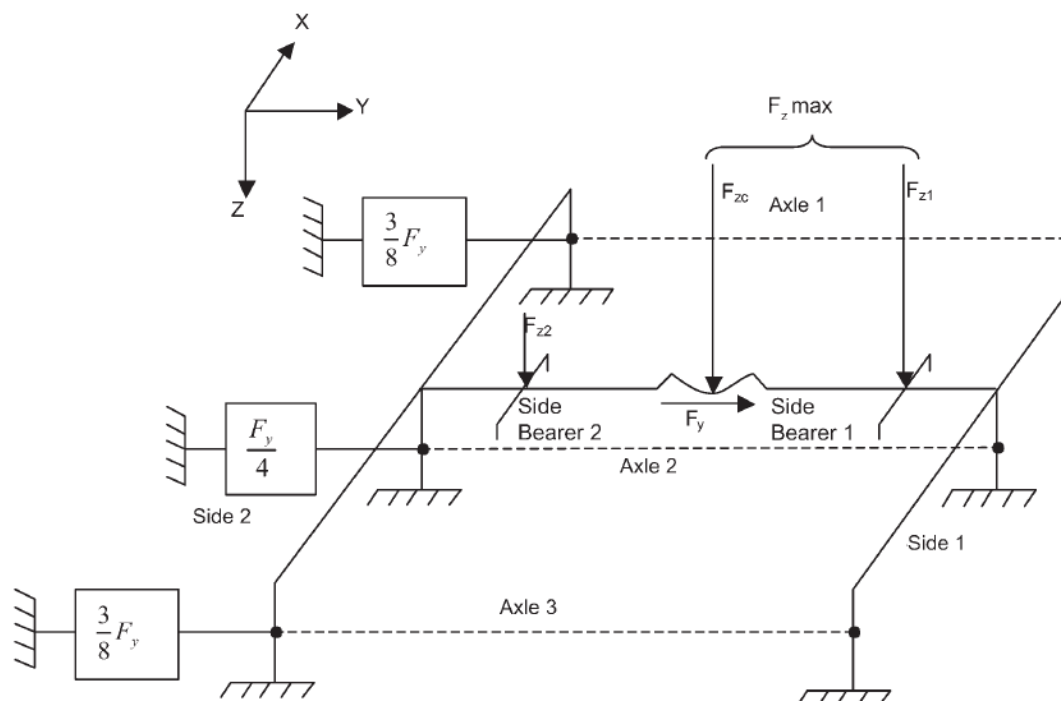 X
Y
Z
F_z max
F_zc
F_z1
Axle 1
3/8 F_y
F_z2
Side
Bearer 2
F_y
Side
Bearer 1
F_y/4
Axle 2
Side 2
Side 1
3/8 F_y
Axle 3